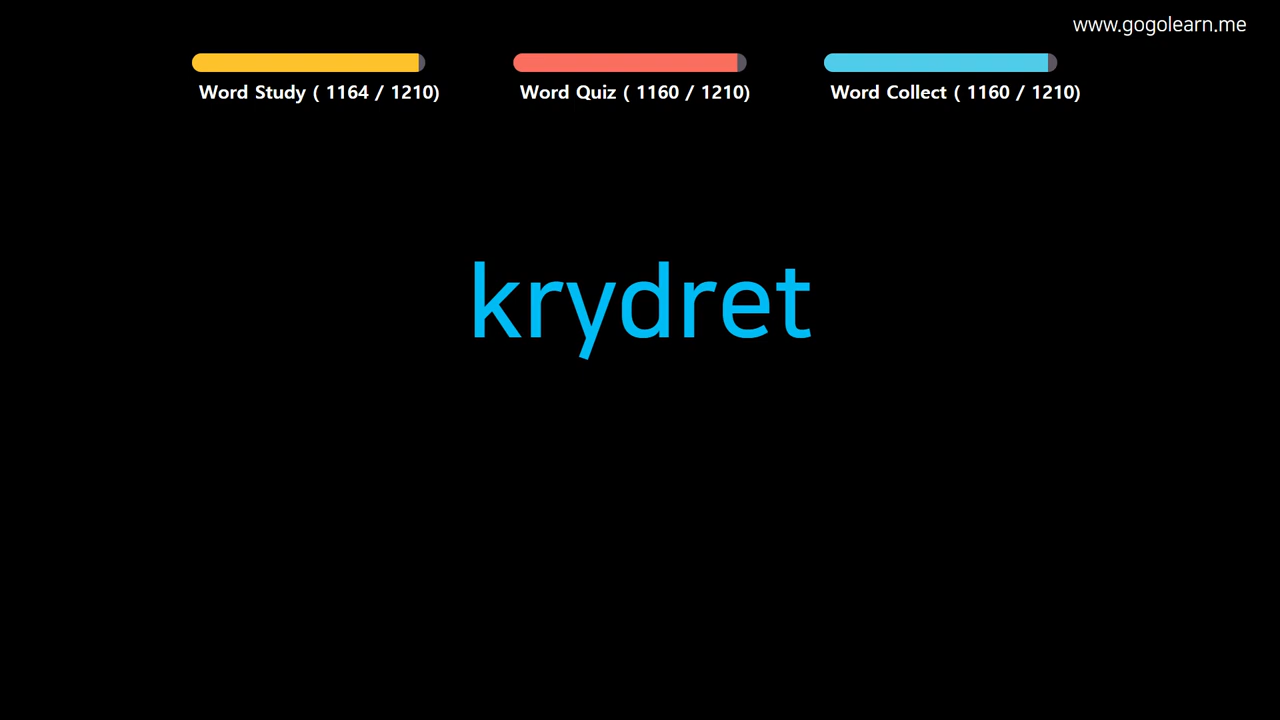 www.gogolearn.me
Word Study ( 1164 / 1210)
Word Quiz ( 1160 / 1210)
Word Collect ( 1160 / 1210)
krydret